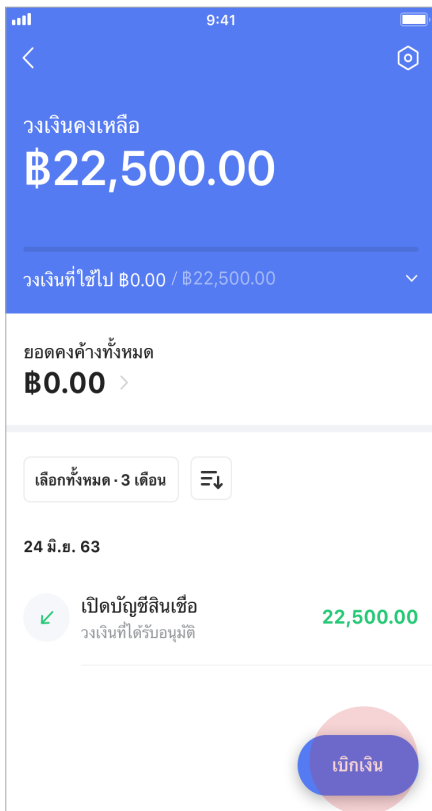 9:41
วงเงินคงเหลือ
฿22,500.00
วงเงินที่ใช้ไป ฿0.00 / ฿22,500.00
ยอดคงค้างทั้งหมด
฿0.00
เลือกทั้งหมด · 3 เดือน
24 มิ.ย. 63
เปิดบัญชีสินเชื่อ
22,500.00
วงเงินที่ได้รับอนุมัติ
เบิกเงิน